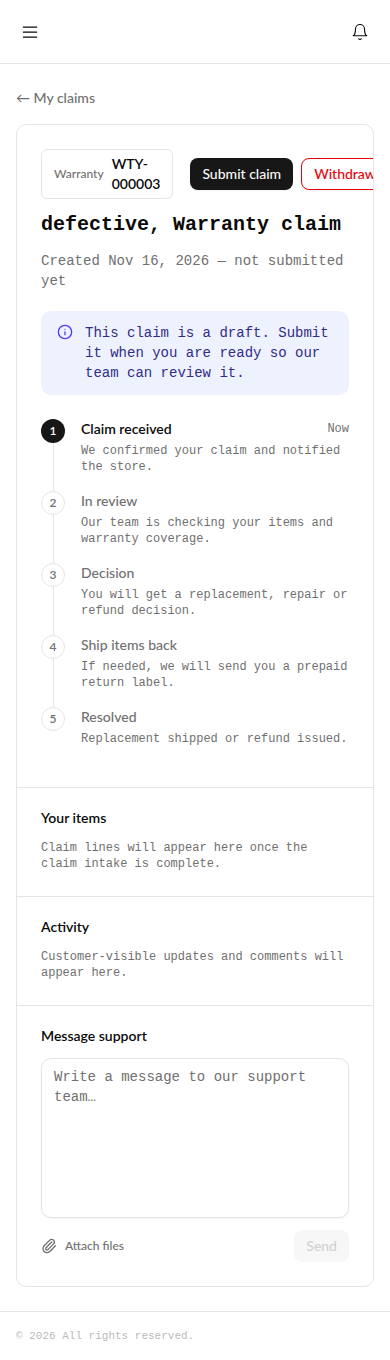 ← My claims
Warranty WTY-
000003
Submit claim
Withdraw
defective, Warranty claim
Created Nov 16, 2026 — not submitted
yet
This claim is a draft. Submit
it when you are ready so our
team can review it.
1 Claim received Now
We confirmed your claim and notified
the store.
2 In review
Our team is checking your items and
warranty coverage.
3 Decision
You will get a replacement, repair or
refund decision.
4 Ship items back
If needed, we will send you a prepaid
return label.
5 Resolved
Replacement shipped or refund issued.
Your items
Claim lines will appear here once the
claim intake is complete.
Activity
Customer-visible updates and comments will
appear here.
Message support
Write a message to our support
team…
Attach files
Send
© 2026 All rights reserved.